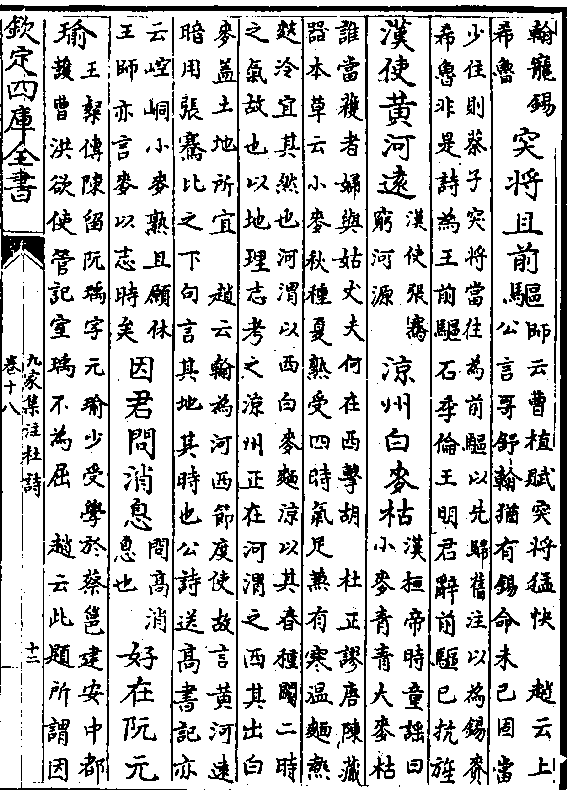 翰寵錫
希魯
突將且前驅
師云曹植賦突將猛快 趙云上
公言哥舒翰猶有錫命未已固當
少住則蔡子突將當往為前驅以先歸舊注以為錫賚
希魯非是詩為王前驅石季倫王明君辭前驅已抗旌
漢使黃河遠
漢使張騫
窮河源
涼州白麥枯
漢桓帝時童謡曰
小麥青青大麥枯
誰當穫者婦與姑丈夫何在西擊胡 杜正謬唐陳藏
器本草云小麥秋種夏熟受四時氣足兼有寒温麵熱
麩冷宜其然也河渭以西白麥麵涼以其春種闕二時
之氣故也以地理志考之涼州正在河渭之西其出白
麥盖土地所宜 趙云翰為河西節度使故言黃河遠
暗用張騫比之下句言其地其時也公詩送高書記亦
云崆峒小麥熟且願休
王師亦言麥以志時矣
因君問消息
問高消
息也
好在阮元
瑜
王粲傳陳留阮瑀字元瑜少受學於蔡邕建安中都
護曹洪欲使管記室瑀不為屈 趙云此題所謂因
欽定四庫全書
九家集注杜詩
卷十八
十二